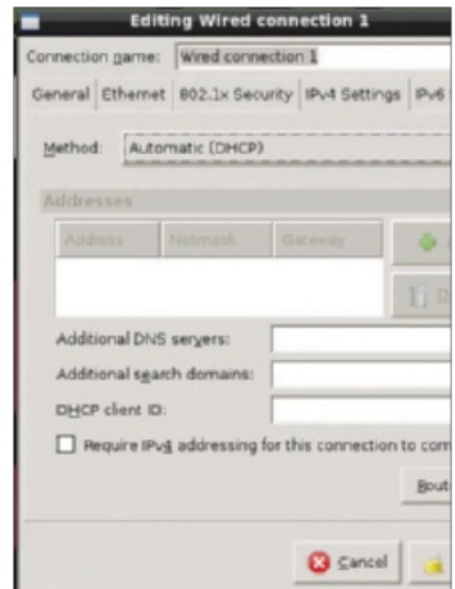 Editing Wired connection 1
Connection name: Wired connection 1
General Ethernet 802.1x Security IPv4 Settings IPv6
Method: Automatic (DHCP)
Addresses
Address Netmask Gateway
Additional DNS servers:
Additional search domains:
DHCP client ID:
Require IPv4 addressing for this connection to
Cancel